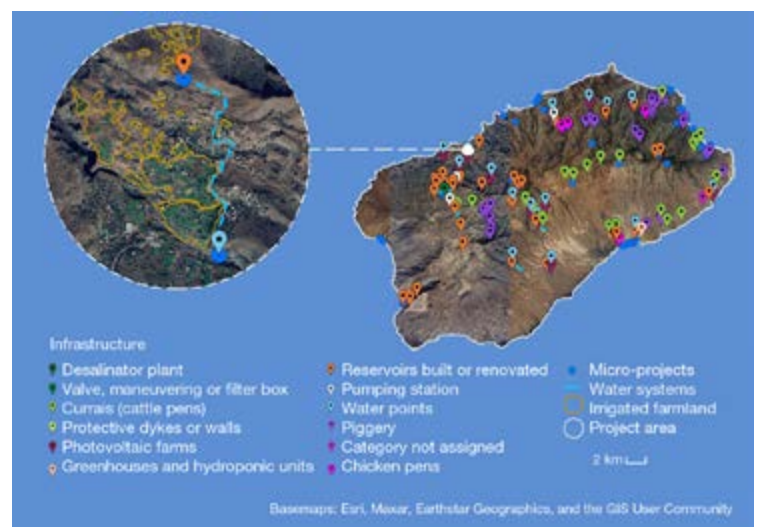 Infrastructure
Desalinator plant
Valve, maneuvering or filter box
Currais (cattle pens)
Protective dykes or walls
Photovoltaic farms
Greenhouses and hydroponic units
Reservoirs built or renovated
Pumping station
Water points
Piggery
Category not assigned
Chicken pens
Micro-projects
Water systems
Irrigated farmland
Project area
2 km
Basemaps: Esri, Maxar, Earthstar Geographics, and the GIS User Community